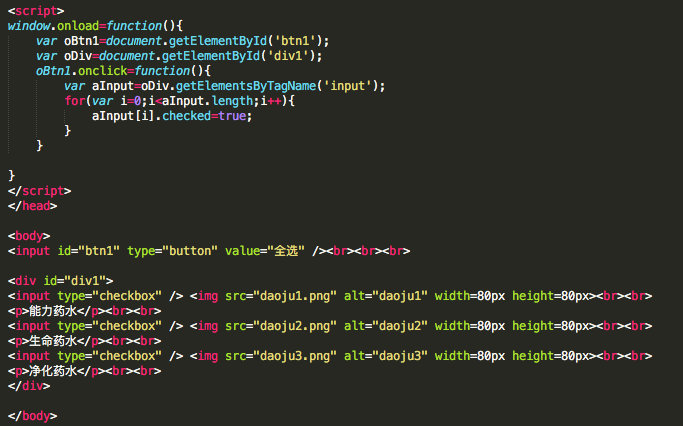 <script>
window.onload=function(){
    var oBtn1=document.getElementById('btn1');
    var oDiv=document.getElementById('div1');
    oBtn1.onclick=function(){
        var aInput=oDiv.getElementsByTagName('input');
        for(var i=0;i<aInput.length;i++){
            aInput[i].checked=true;
        }
    }

}
</script>
</head>

<body>
<input id="btn1" type="button" value="全选" /><br><br><br>

<div id="div1">
<input type="checkbox" /> <img src="daoju1.png" alt="daoju1" width=80px height=80px><br><br>
<p>能力药水</p><br><br>
<input type="checkbox" /> <img src="daoju2.png" alt="daoju2" width=80px height=80px><br><br>
<p>生命药水</p><br><br>
<input type="checkbox" /> <img src="daoju3.png" alt="daoju3" width=80px height=80px><br><br>
<p>净化药水</p><br><br>
</div>

</body>